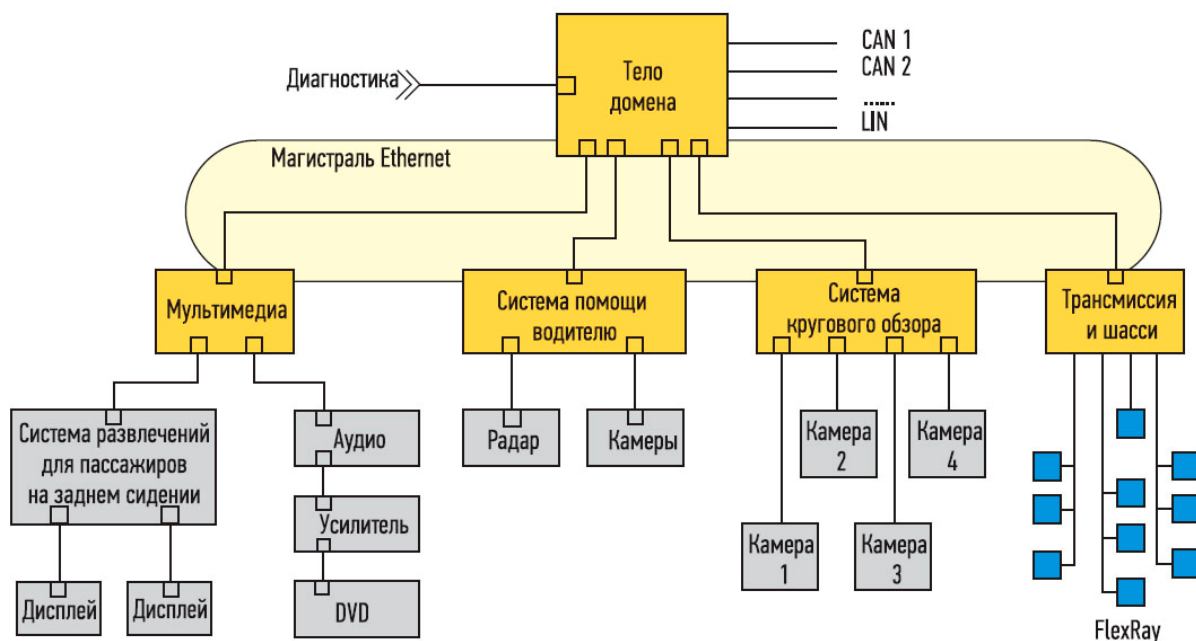 CAN 1
Диагностика
Тело
домена
CAN 2
......
LIN
Магистраль Ethernet
Мультимедиа
Система помощи
водителю
Система
кругового обзора
Трансмиссия
и шасси
Система развлечений
для пассажиров
на заднем сидении
Аудио
Радар
Камеры
Камера
2
Камера
4
Усилитель
Камера
1
Камера
3
Дисплей
Дисплей
DVD
FlexRay